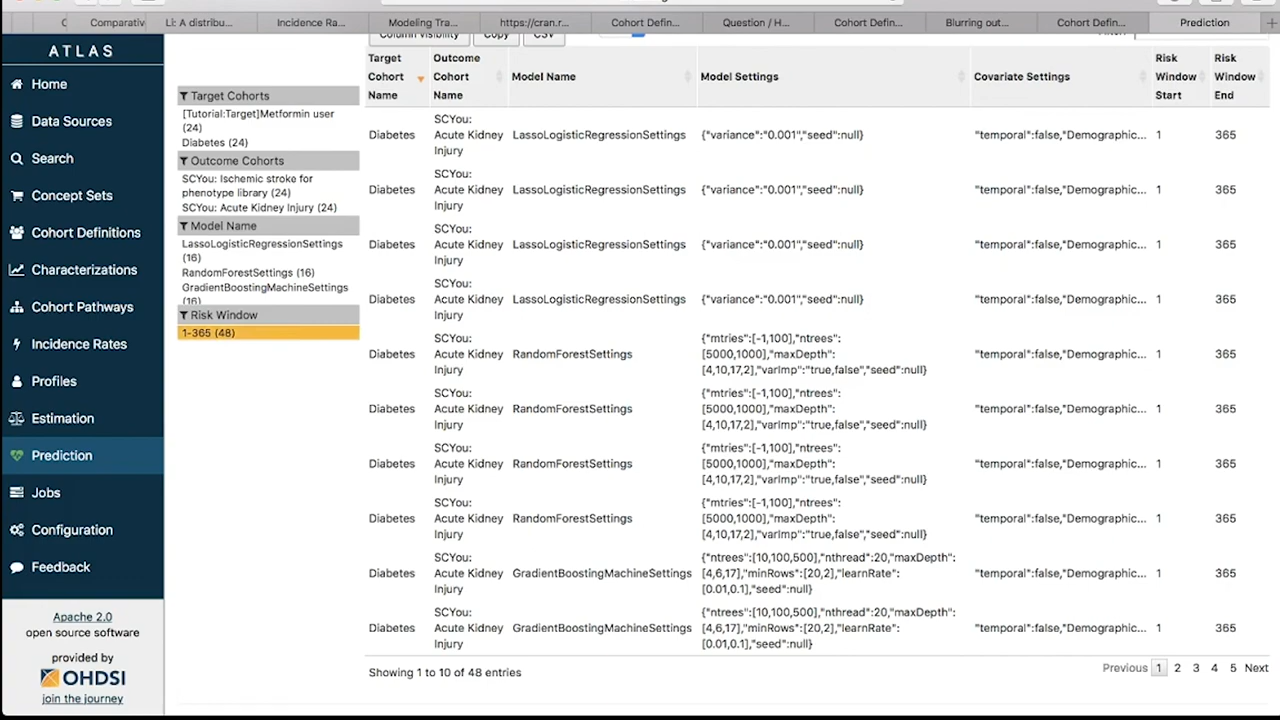 Comparativ
Li: A distribu...
Incidence Ra...
Modeling Tra...
https://cran.r...
Cohort Defin...
Question / H...
Cohort Defin...
Blurring out...
Cohort Defin...
Prediction
ATLAS
Home
Data Sources
Search
Concept Sets
Cohort Definitions
Characterizations
Cohort Pathways
Incidence Rates
Profiles
Estimation
Prediction
Jobs
Configuration
Feedback
Apache 2.0
open source software
provided by
OHDSI
join the journey
Target Cohorts
[Tutorial:Target]Metformin user
(24)
Diabetes (24)
Outcome Cohorts
SCYou: Ischemic stroke for
phenotype library (24)
SCYou: Acute Kidney Injury (24)
Model Name
LassoLogisticRegressionSettings
(16)
RandomForestSettings (16)
GradientBoostingMachineSettings
(16)
Risk Window
1-365 (48)
Column visibility Copy CSV
Target
Cohort
Name
Outcome
Cohort
Name
Model Name
Model Settings
Covariate Settings
Risk
Window
Start
Risk
Window
End
Diabetes
SCYou:
Acute Kidney
Injury
LassoLogisticRegressionSettings
{"variance":"0.001","seed":null}
"temporal":false,"Demographic...
1
365
Diabetes
SCYou:
Acute Kidney
Injury
LassoLogisticRegressionSettings
{"variance":"0.001","seed":null}
"temporal":false,"Demographic...
1
365
Diabetes
SCYou:
Acute Kidney
Injury
LassoLogisticRegressionSettings
{"variance":"0.001","seed":null}
"temporal":false,"Demographic...
1
365
Diabetes
SCYou:
Acute Kidney
Injury
LassoLogisticRegressionSettings
{"variance":"0.001","seed":null}
"temporal":false,"Demographic...
1
365
Diabetes
SCYou:
Acute Kidney
Injury
RandomForestSettings
{"mtries":[-1,100],"ntrees":
[5000,1000],"maxDepth":
[4,10,17,2],"varImp":"true,false","seed":null}
"temporal":false,"Demographic...
1
365
Diabetes
SCYou:
Acute Kidney
Injury
RandomForestSettings
{"mtries":[-1,100],"ntrees":
[5000,1000],"maxDepth":
[4,10,17,2],"varImp":"true,false","seed":null}
"temporal":false,"Demographic...
1
365
Diabetes
SCYou:
Acute Kidney
Injury
RandomForestSettings
{"mtries":[-1,100],"ntrees":
[5000,1000],"maxDepth":
[4,10,17,2],"varImp":"true,false","seed":null}
"temporal":false,"Demographic...
1
365
Diabetes
SCYou:
Acute Kidney
Injury
RandomForestSettings
{"mtries":[-1,100],"ntrees":
[5000,1000],"maxDepth":
[4,10,17,2],"varImp":"true,false","seed":null}
"temporal":false,"Demographic...
1
365
Diabetes
SCYou:
Acute Kidney
Injury
GradientBoostingMachineSettings
{"ntrees":[10,100,500],"nthread":20,"maxDepth":
[4,6,17],"minRows":[20,2],"learnRate":
[0.01,0.1],"seed":null}
"temporal":false,"Demographic...
1
365
Diabetes
SCYou:
Acute Kidney
Injury
GradientBoostingMachineSettings
{"ntrees":[10,100,500],"nthread":20,"maxDepth":
[4,6,17],"minRows":[20,2],"learnRate":
[0.01,0.1],"seed":null}
"temporal":false,"Demographic...
1
365
Showing 1 to 10 of 48 entries
Previous 1 2 3 4 5 Next